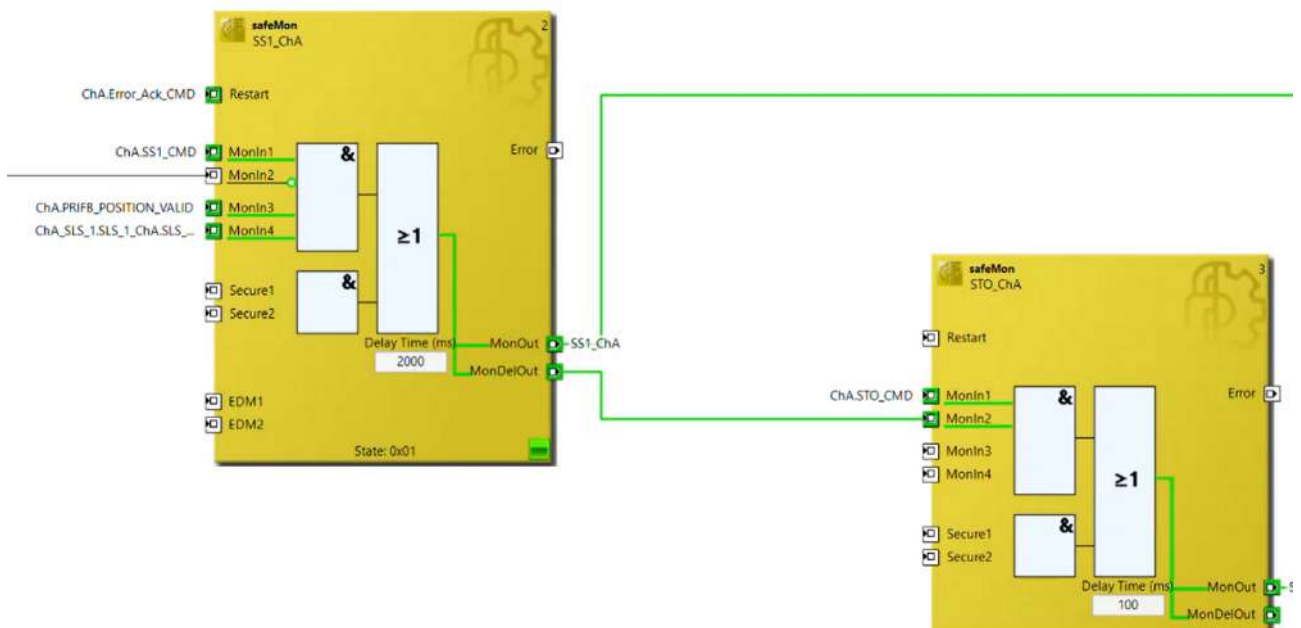 safeMon
2
SS1_ChA
ChA.Error_Ack_CMD
Restart
ChA.SS1_CMD
MonIn1
&
Error
MonIn2
ChA.PRIFB_POSITION_VALID
MonIn3
ChA_SLS_1.SLS_1_ChA.SLS_...
MonIn4
≥1
&
Secure1
Secure2
Delay Time (ms)
MonOut
SS1_ChA
2000
MonDelOut
EDM1
EDM2
State: 0x01
safeMon
3
STO_ChA
Restart
ChA.STO_CMD
MonIn1
&
Error
MonIn2
MonIn3
MonIn4
≥1
&
Secure1
Secure2
Delay Time (ms)
MonOut
S
100
MonDelOut